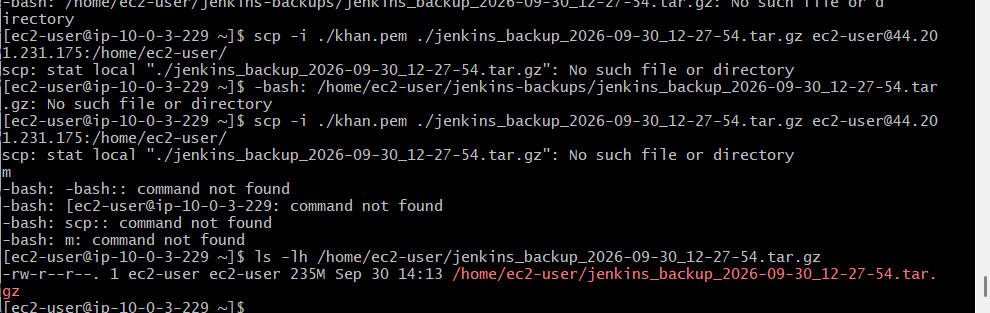 -bash: /home/ec2-user/jenkins-backups/jenkins_backup_2026-09-30_12-27-54.tar.gz: No such file or d
irectory
[ec2-user@ip-10-0-3-229 ~]$ scp -i ./khan.pem ./jenkins_backup_2026-09-30_12-27-54.tar.gz ec2-user@44.20
1.231.175:/home/ec2-user/
scp: stat local "./jenkins_backup_2026-09-30_12-27-54.tar.gz": No such file or directory
[ec2-user@ip-10-0-3-229 ~]$ -bash: /home/ec2-user/jenkins-backups/jenkins_backup_2026-09-30_12-27-54.tar
.gz: No such file or directory
[ec2-user@ip-10-0-3-229 ~]$ scp -i ./khan.pem ./jenkins_backup_2026-09-30_12-27-54.tar.gz ec2-user@44.20
1.231.175:/home/ec2-user/
scp: stat local "./jenkins_backup_2026-09-30_12-27-54.tar.gz": No such file or directory
m
-bash: -bash:: command not found
-bash: [ec2-user@ip-10-0-3-229: command not found
-bash: scp:: command not found
-bash: m: command not found
[ec2-user@ip-10-0-3-229 ~]$ ls -lh /home/ec2-user/jenkins_backup_2026-09-30_12-27-54.tar.gz
-rw-r--r--. 1 ec2-user ec2-user 235M Sep 30 14:13 /home/ec2-user/jenkins_backup_2026-09-30_12-27-54.tar.
gz
[ec2-user@ip-10-0-3-229 ~]$